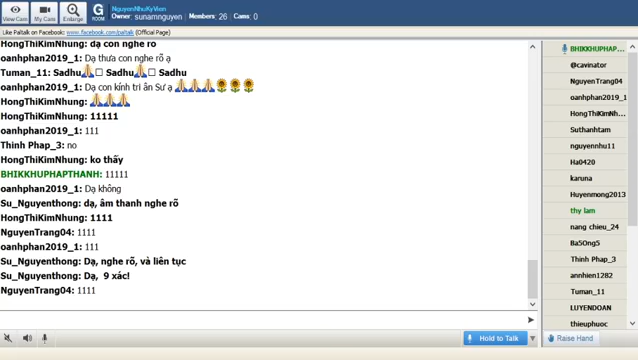 NguyenNhuKyVien
Owner: sunamnguyen | Members: 26 | Cams: 0
View Cam
My Cam
Enlarge
G
ROOM
Like Paltalk on Facebook: www.facebook.com/paltalk (Official Page)
HongThiKimNhung: dạ con nghe rõ
oanhphan2019_1: Dạ thưa con nghe rõ ạ
Tuman_11: Sadhu🙏□ Sadhu🙏□ Sadhu
oanhphan2019_1: Dạ con kính tri ân Sư ạ 🙏🙏🙏🌻🌻🌻
HongThiKimNhung: 🙏🙏🙏
HongThiKimNhung: 11111
oanhphan2019_1: 111
Thinh Phap_3: no
HongThiKimNhung: ko thấy
BHIKKHUPHAPTHANH: 11111
oanhphan2019_1: Dạ không
Su_Nguyenthong: dạ, âm thanh nghe rõ
HongThiKimNhung: 1111
NguyenTrang04: 1111
oanhphan2019_1: 111
Su_Nguyenthong: Dạ, nghe rõ, và liên tục
Su_Nguyenthong: Dạ, 9 xác!
NguyenTrang04: 1111
Hold to Talk
BHIKKHUPHAP...
@cavinator
NguyenTrang04
oanhphan2019_1
HongThiKimNh...
Suthanhtam
nguyennhu11
Ha0420
karuna
Huyenmong2013
thy lam
nang chieu_24
Ba5Ong5
Thinh Phap_3
annhien1282
Tuman_11
LUYENDOAN
thieuphuoc
Raise Hand